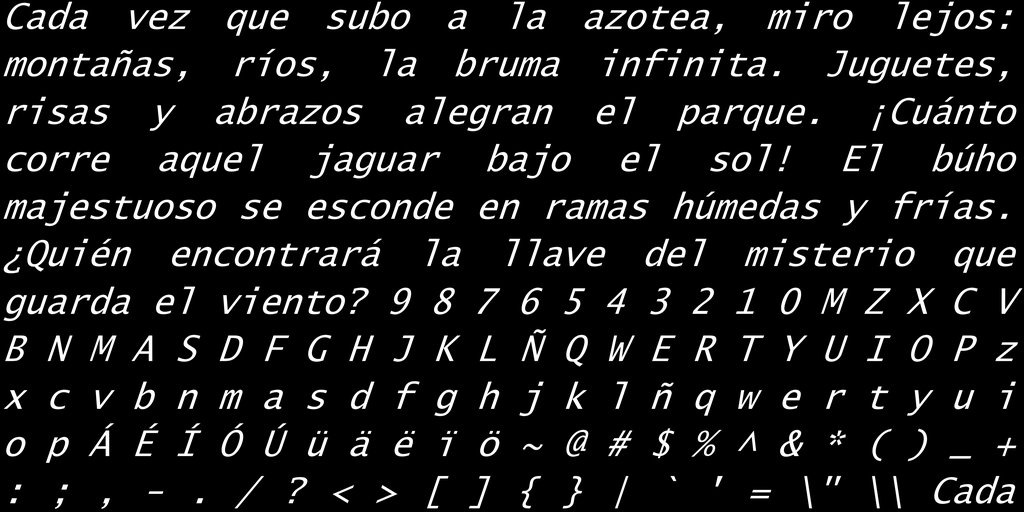 Cada vez que subo a la azotea, miro lejos:
montañas, ríos, la bruma infinita. Juguetes,
risas y abrazos alegran el parque. ¡Cuánto
corre aquel jaguar bajo el sol! El búho
majestuoso se esconde en ramas húmedas y frías.
¿Quién encontrará la llave del misterio que
guarda el viento? 9 8 7 6 5 4 3 2 1 0 M Z X C V
B N M A S D F G H J K L Ñ Q W E R T Y U I O P z
x c v b n m a s d f g h j k l ñ q w e r t y u i
o p Á É Í Ó Ú ü ä ë ï ö ~ @ # $ % ^ & * ( ) _ +
: ; , - . / ? < > [ ] { } | ` ' = \" \\ Cada